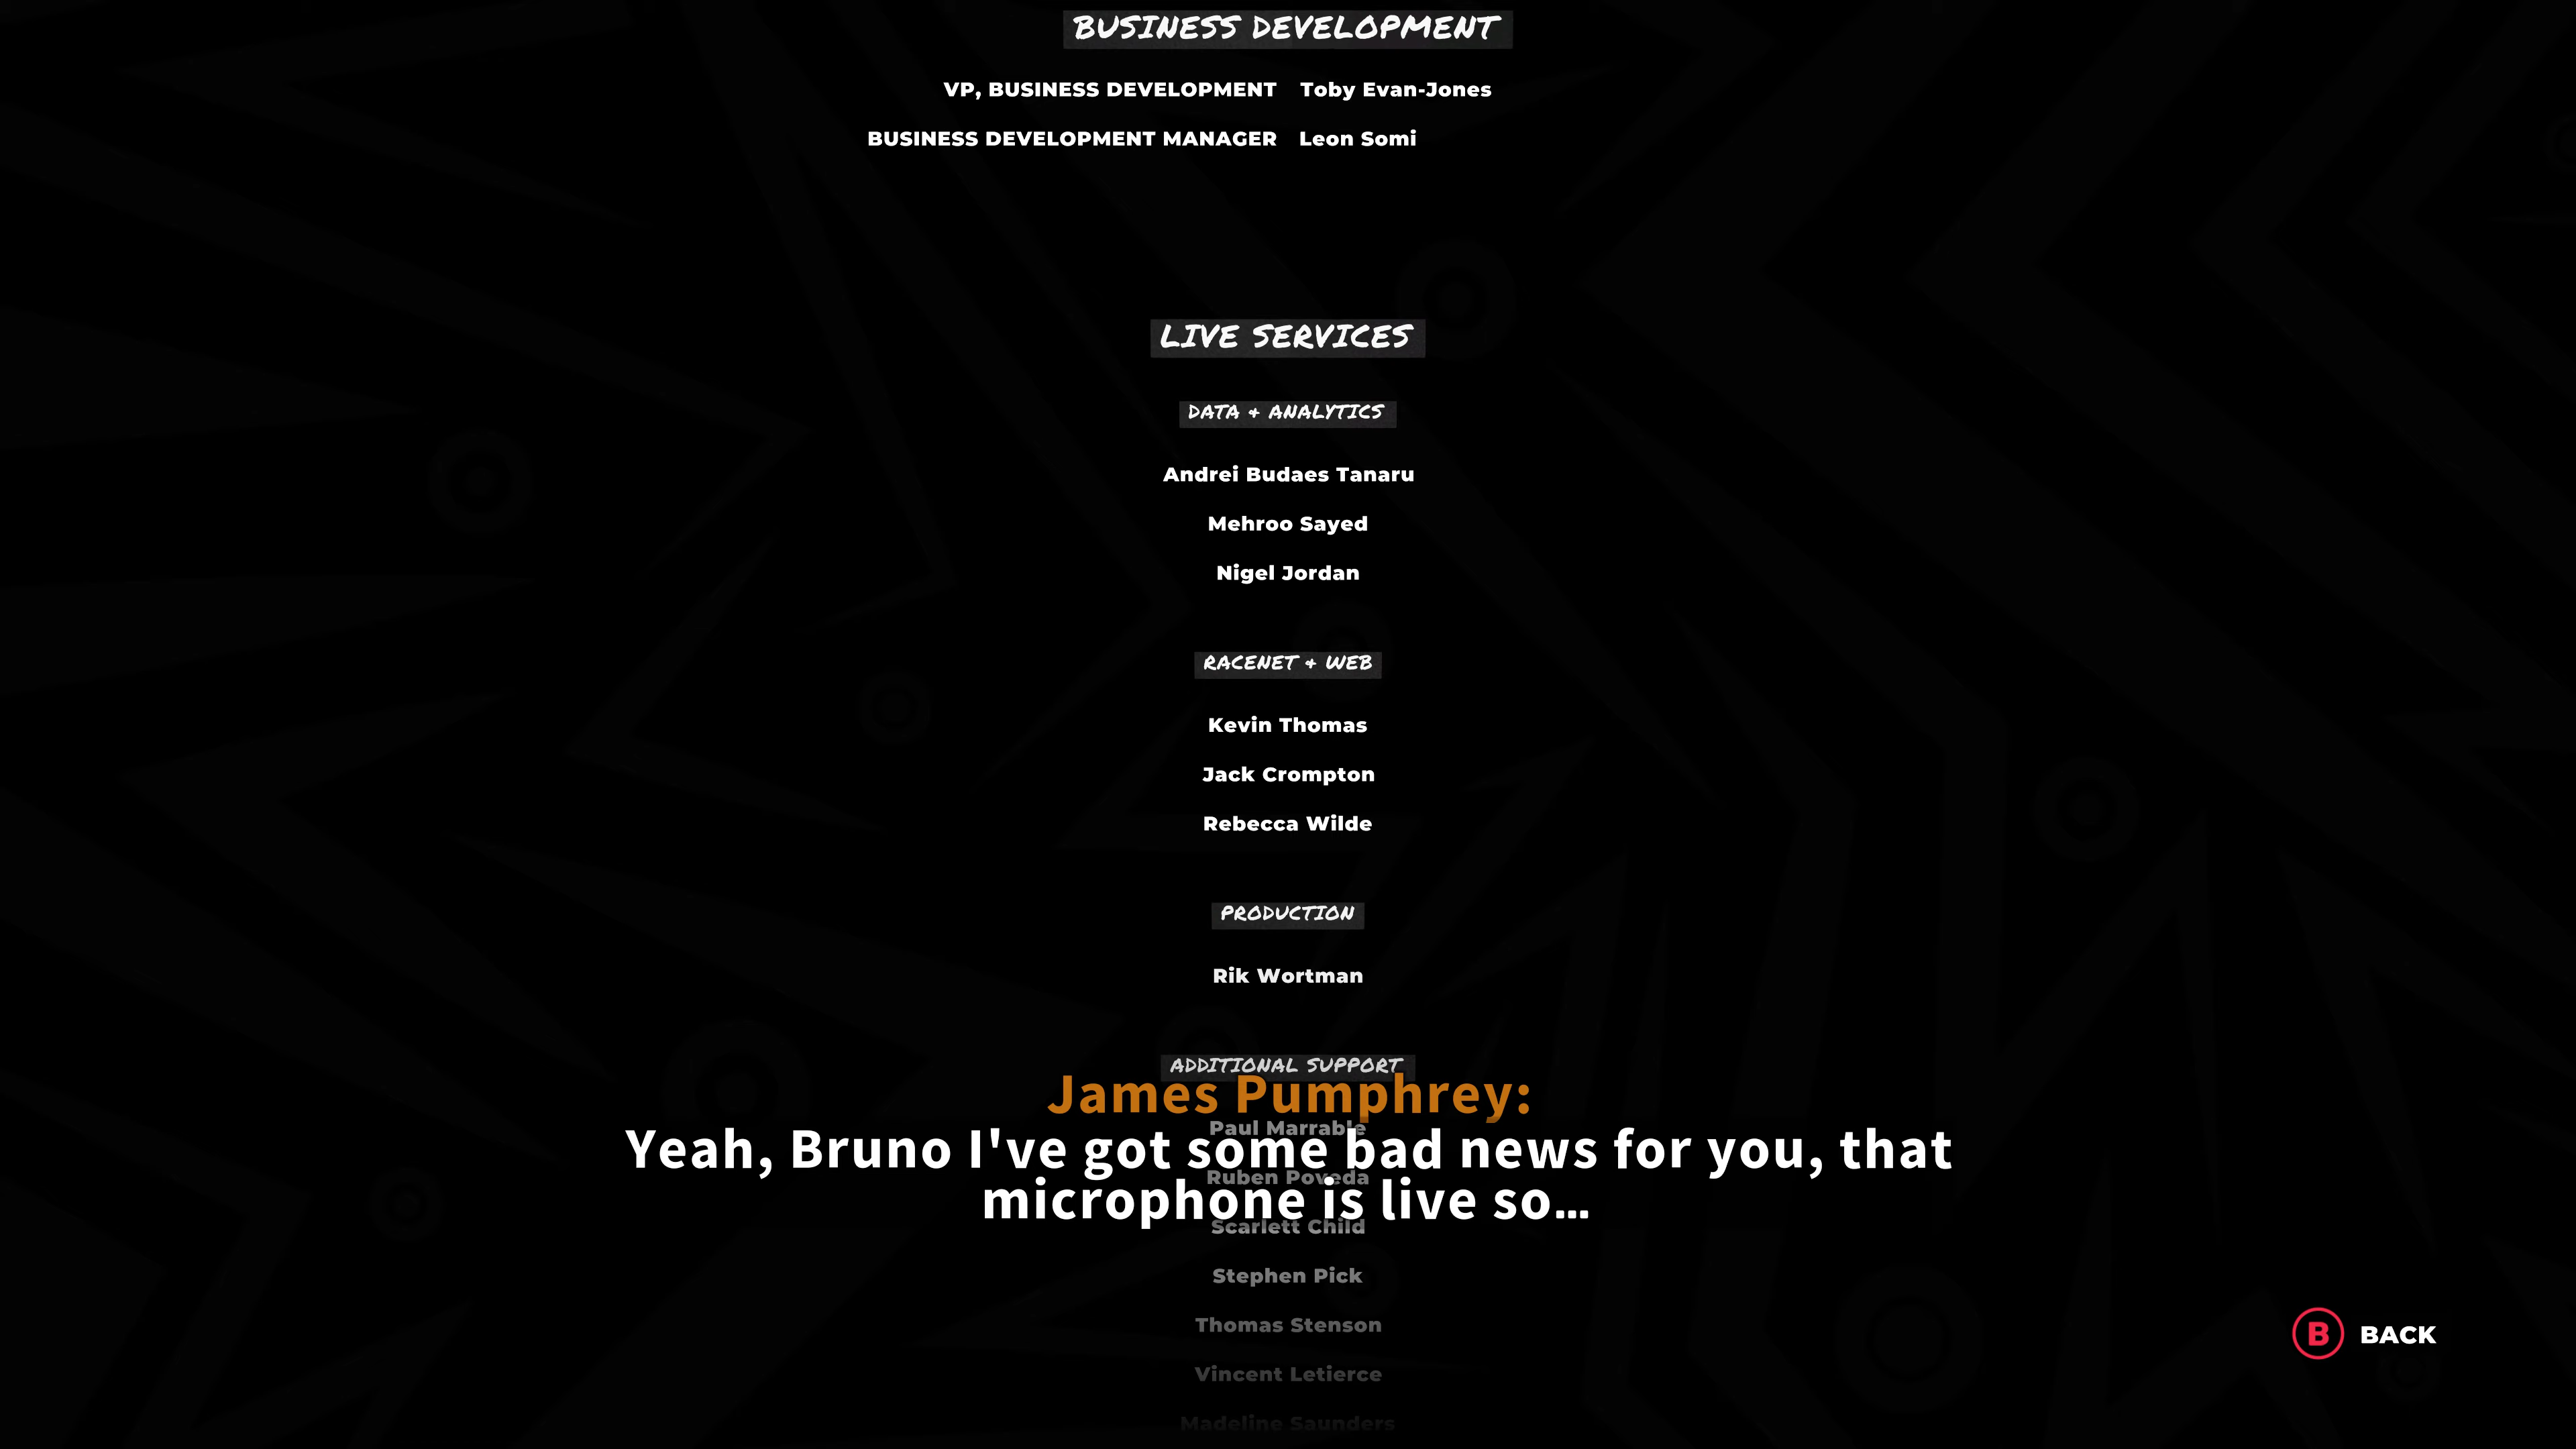 BUSINESS DEVELOPMENT
VP, BUSINESS DEVELOPMENT Toby Evan-Jones
BUSINESS DEVELOPMENT MANAGER Leon Somi
LIVE SERVICES
DATA & ANALYTICS
Andrei Budaes Tanaru
Mehroo Sayed
Nigel Jordan
RACENET & WEB
Kevin Thomas
Jack Crompton
Rebecca Wilde
PRODUCTION
Rik Wortman
ADDITIONAL SUPPORT
James Pumphrey:
Paul Marrable
Yeah, Bruno I've got some bad news for you, that
Ruben Poveda
microphone is live so...
Scarlett Child
Stephen Pick
Thomas Stenson
B BACK
Vincent Letierce
Madeline Saunders